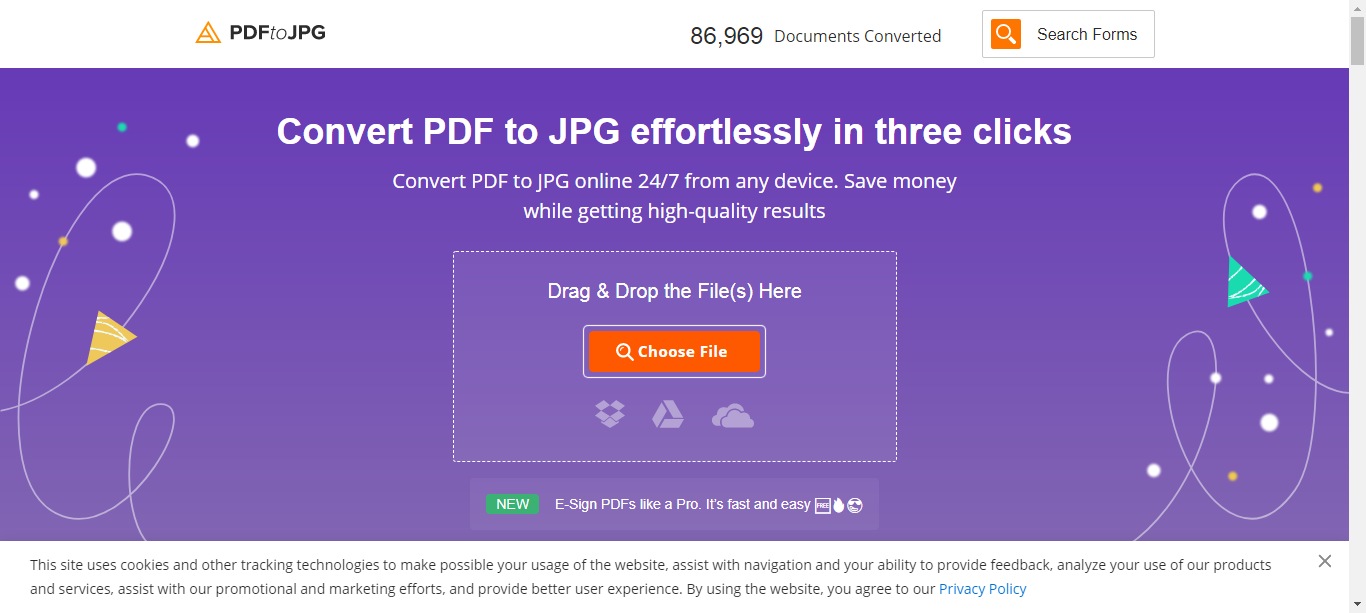 PDFtoJPG
86,969 Documents Converted
Search Forms
Convert PDF to JPG effortlessly in three clicks
Convert PDF to JPG online 24/7 from any device. Save money
while getting high-quality results
Drag & Drop the File(s) Here
Choose File
NEW E-Sign PDFs like a Pro. It's fast and easy FREE
This site uses cookies and other tracking technologies to make possible your usage of the website, assist with navigation and your ability to provide feedback, analyze your use of our products
and services, assist with our promotional and marketing efforts, and provide better user experience. By using the website, you agree to our Privacy Policy